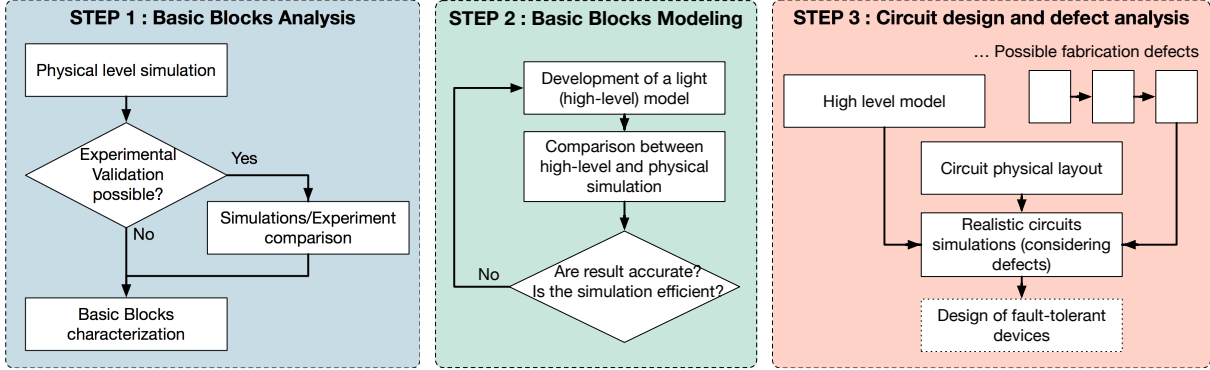 STEP 1 : Basic Blocks Analysis
Physical level simulation
Experimental
Validation
possible?
Yes
Simulations/Experiment
comparison
No
Basic Blocks
characterization
STEP 2 : Basic Blocks Modeling
Development of a light
(high-level) model
Comparison between
high-level and physical
simulation
Are result accurate?
Is the simulation efficient?
No
STEP 3 : Circuit design and defect analysis
... Possible fabrication defects
High level model
Circuit physical layout
Realistic circuits
simulations (considering
defects)
Design of fault-tolerant
devices